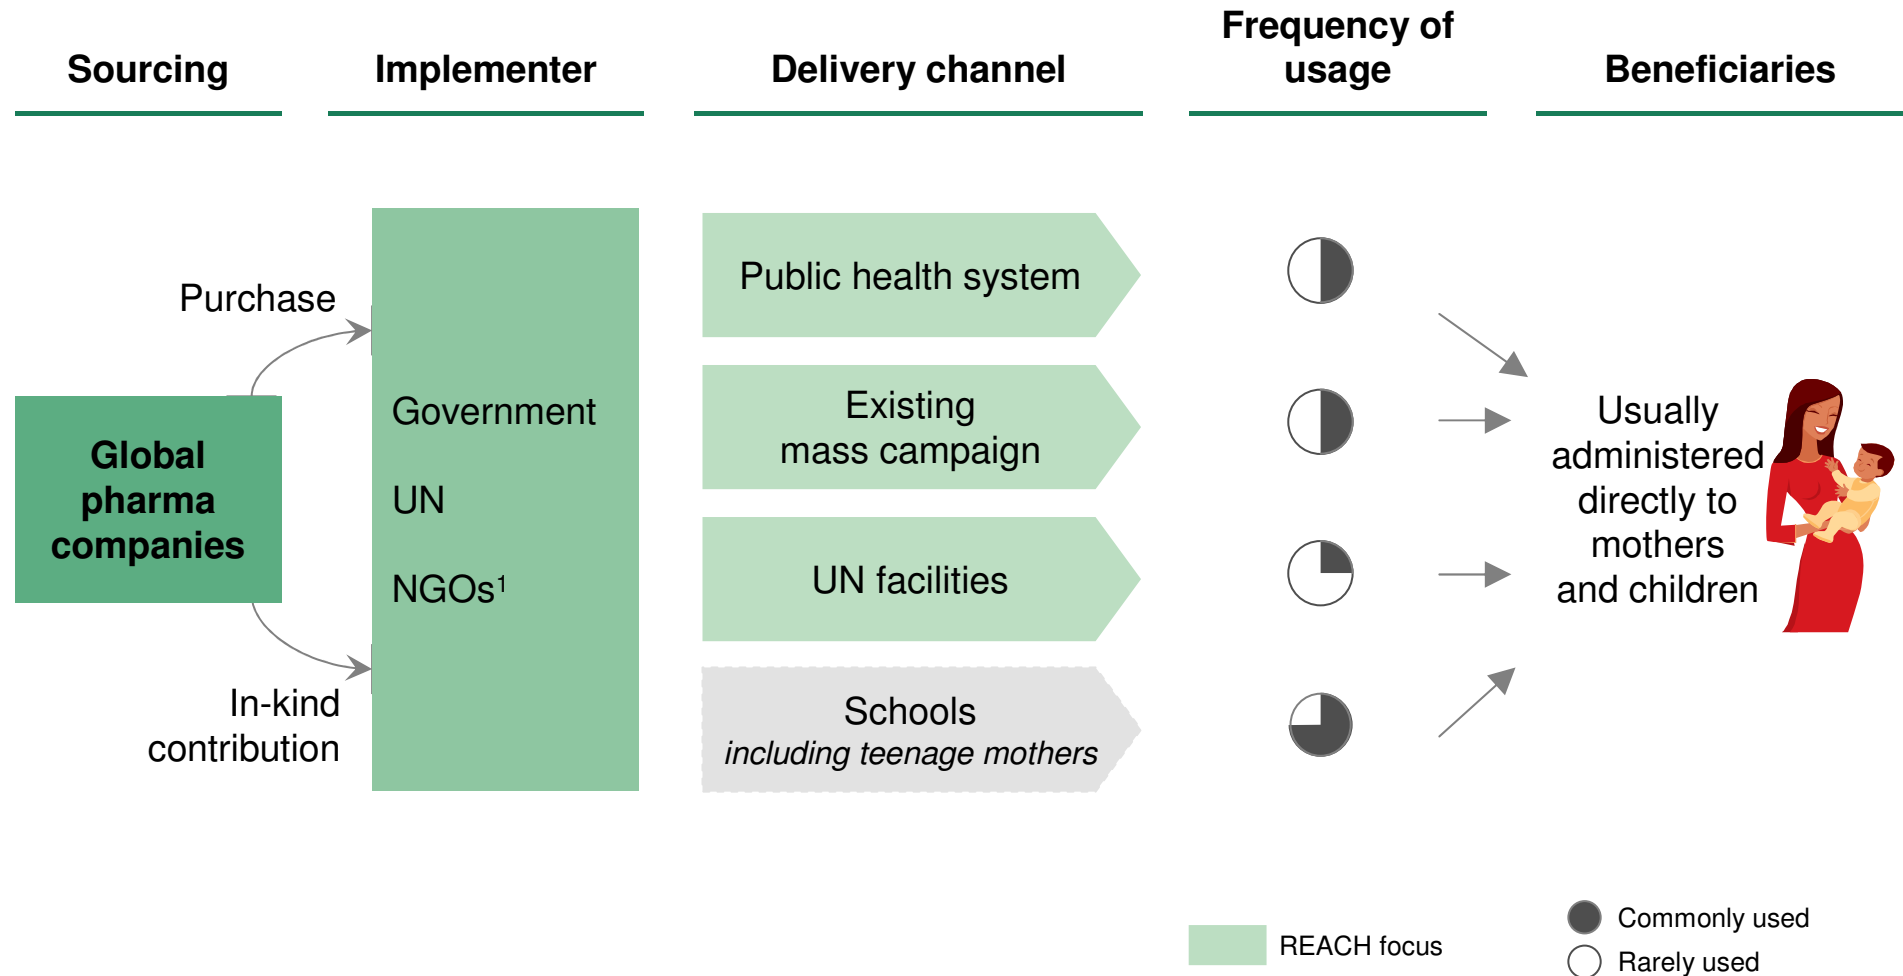 Sourcing
Implementer
Delivery channel
Frequency of
usage
Beneficiaries
Purchase
Global
pharma
companies
In-kind
contribution
Government
UN
NGOs¹
Public health system
Existing
mass campaign
UN facilities
Schools
including teenage mothers
Usually
administered
directly to
mothers
and children
REACH focus
Commonly used
Rarely used